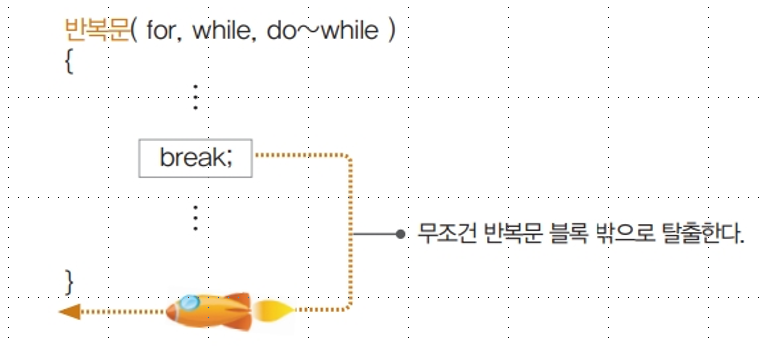 반복문( for, while, do～while )
{
⋮
break;
⋮
무조건 반복문 블록 밖으로 탈출한다.
}